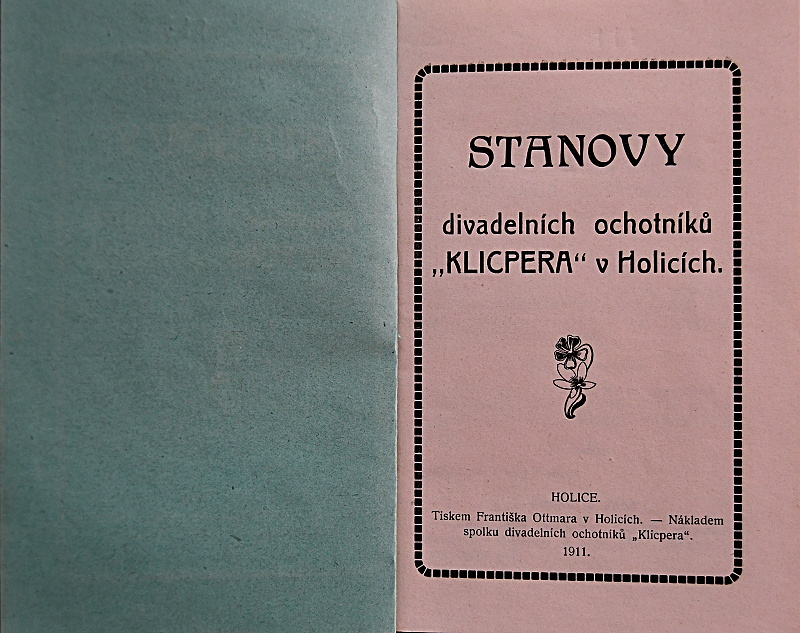 STANOVY
divadelních ochotníků
„KLICPERA“ v Holicích.
HOLICE.
Tiskem Františka Ottmara v Holicích. — Nákladem
spolku divadelních ochotníků „Klicpera“.
1911.